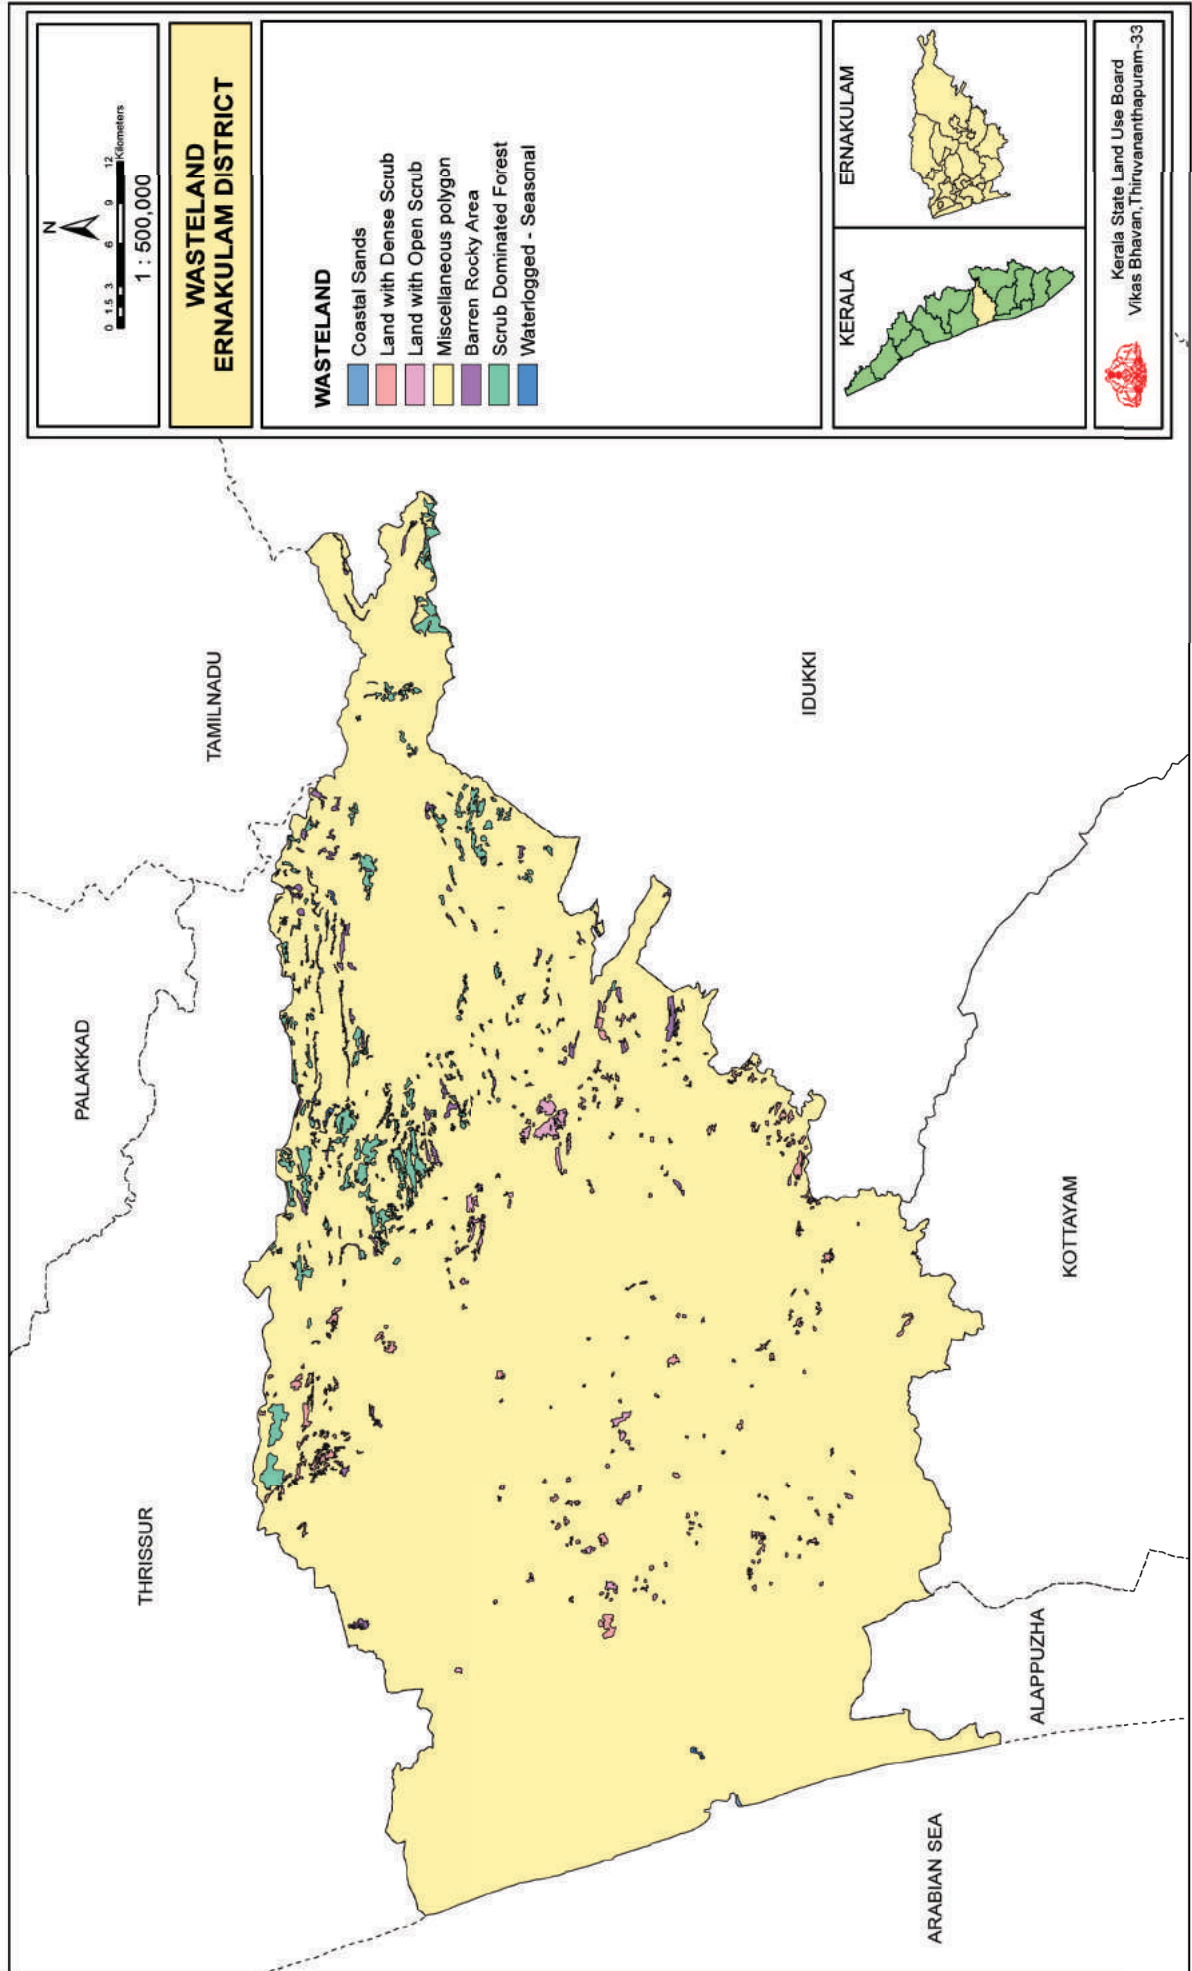 N
0 1.5 3 6 9 12
Kilometers
1 : 500,000
WASTELAND
ERNAKULAM DISTRICT
WASTELAND
Coastal Sands
Land with Dense Scrub
Land with Open Scrub
Miscellaneous polygon
Barren Rocky Area
Scrub Dominated Forest
Waterlogged - Seasonal
KERALA
ERNAKULAM
Kerala State Land Use Board
Vikas Bhavan,Thiruvananthapuram-33
THRISSUR
PALAKKAD
TAMILNADU
IDUKKI
KOTTAYAM
ALAPPUZHA
ARABIAN SEA